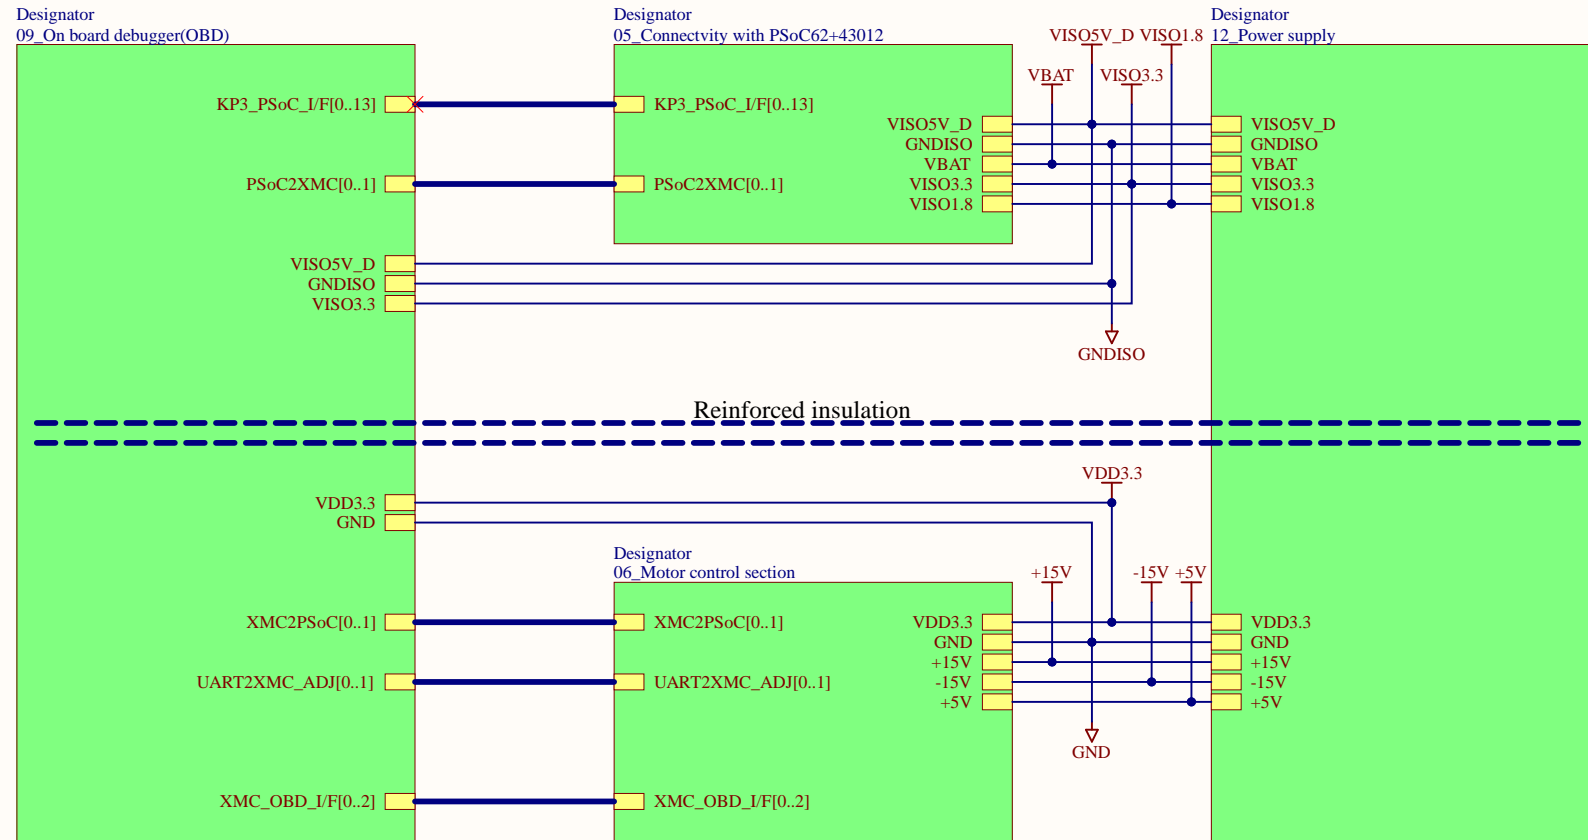 Designator
09_On board debugger(OBD)
Designator
05_Connectvity with PSoC62+43012
Designator
12_Power supply
VISO5V_D VISO1.8
VBAT VISO3.3
KP3_PSoC_I/F[0..13]
KP3_PSoC_I/F[0..13]
PSoC2XMC[0..1]
PSoC2XMC[0..1]
VISO5V_D
GNDISO
VBAT
VISO3.3
VISO1.8
VISO5V_D
GNDISO
VBAT
VISO3.3
VISO1.8
VISO5V_D
GNDISO
VISO3.3
GNDISO
Reinforced insulation
VDD3.3
VDD3.3
GND
Designator
06_Motor control section
+15V
-15V +5V
XMC2PSoC[0..1]
XMC2PSoC[0..1]
UART2XMC_ADJ[0..1]
UART2XMC_ADJ[0..1]
VDD3.3
GND
+15V
-15V
+5V
VDD3.3
GND
+15V
-15V
+5V
GND
XMC_OBD_I/F[0..2]
XMC_OBD_I/F[0..2]